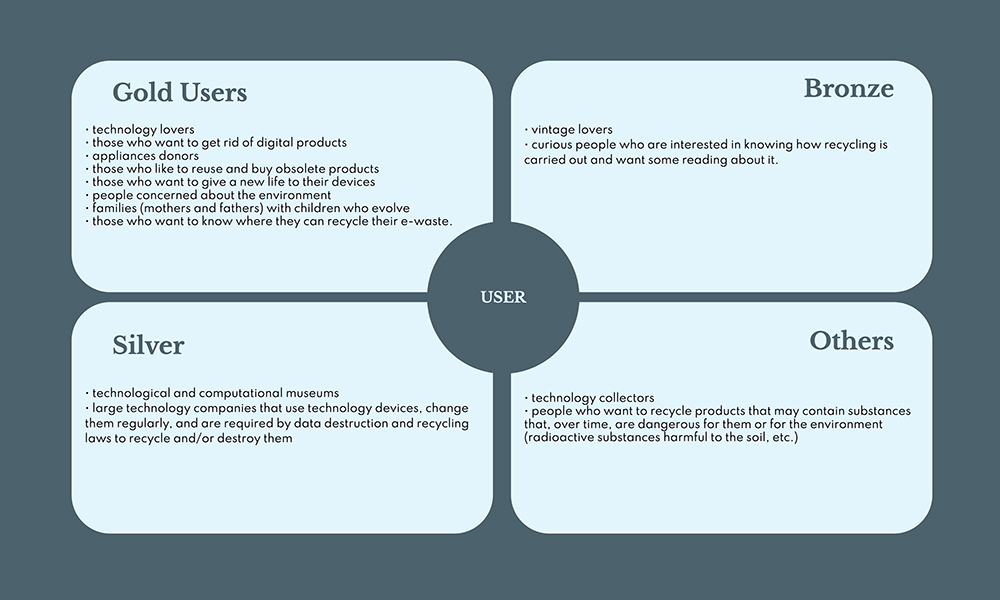 Gold Users
• technology lovers
• those who want to get rid of digital products
• appliances donors
• those who like to reuse and buy obsolete products
• those who want to give a new life to their devices
• people concerned about the environment
• families (mothers and fathers) with children who evolve
• those who want to know where they can recycle their e-waste.
Bronze
• vintage lovers
• curious people who are interested in knowing how recycling is
carried out and want some reading about it.
USER
Silver
• technological and computational museums
• large technology companies that use technology devices, change
them regularly, and are required by data destruction and recycling
laws to recycle and/or destroy them
Others
• technology collectors
• people who want to recycle products that may contain substances
that, over time, are dangerous for them or for the environment
(radioactive substances harmful to the soil, etc.)